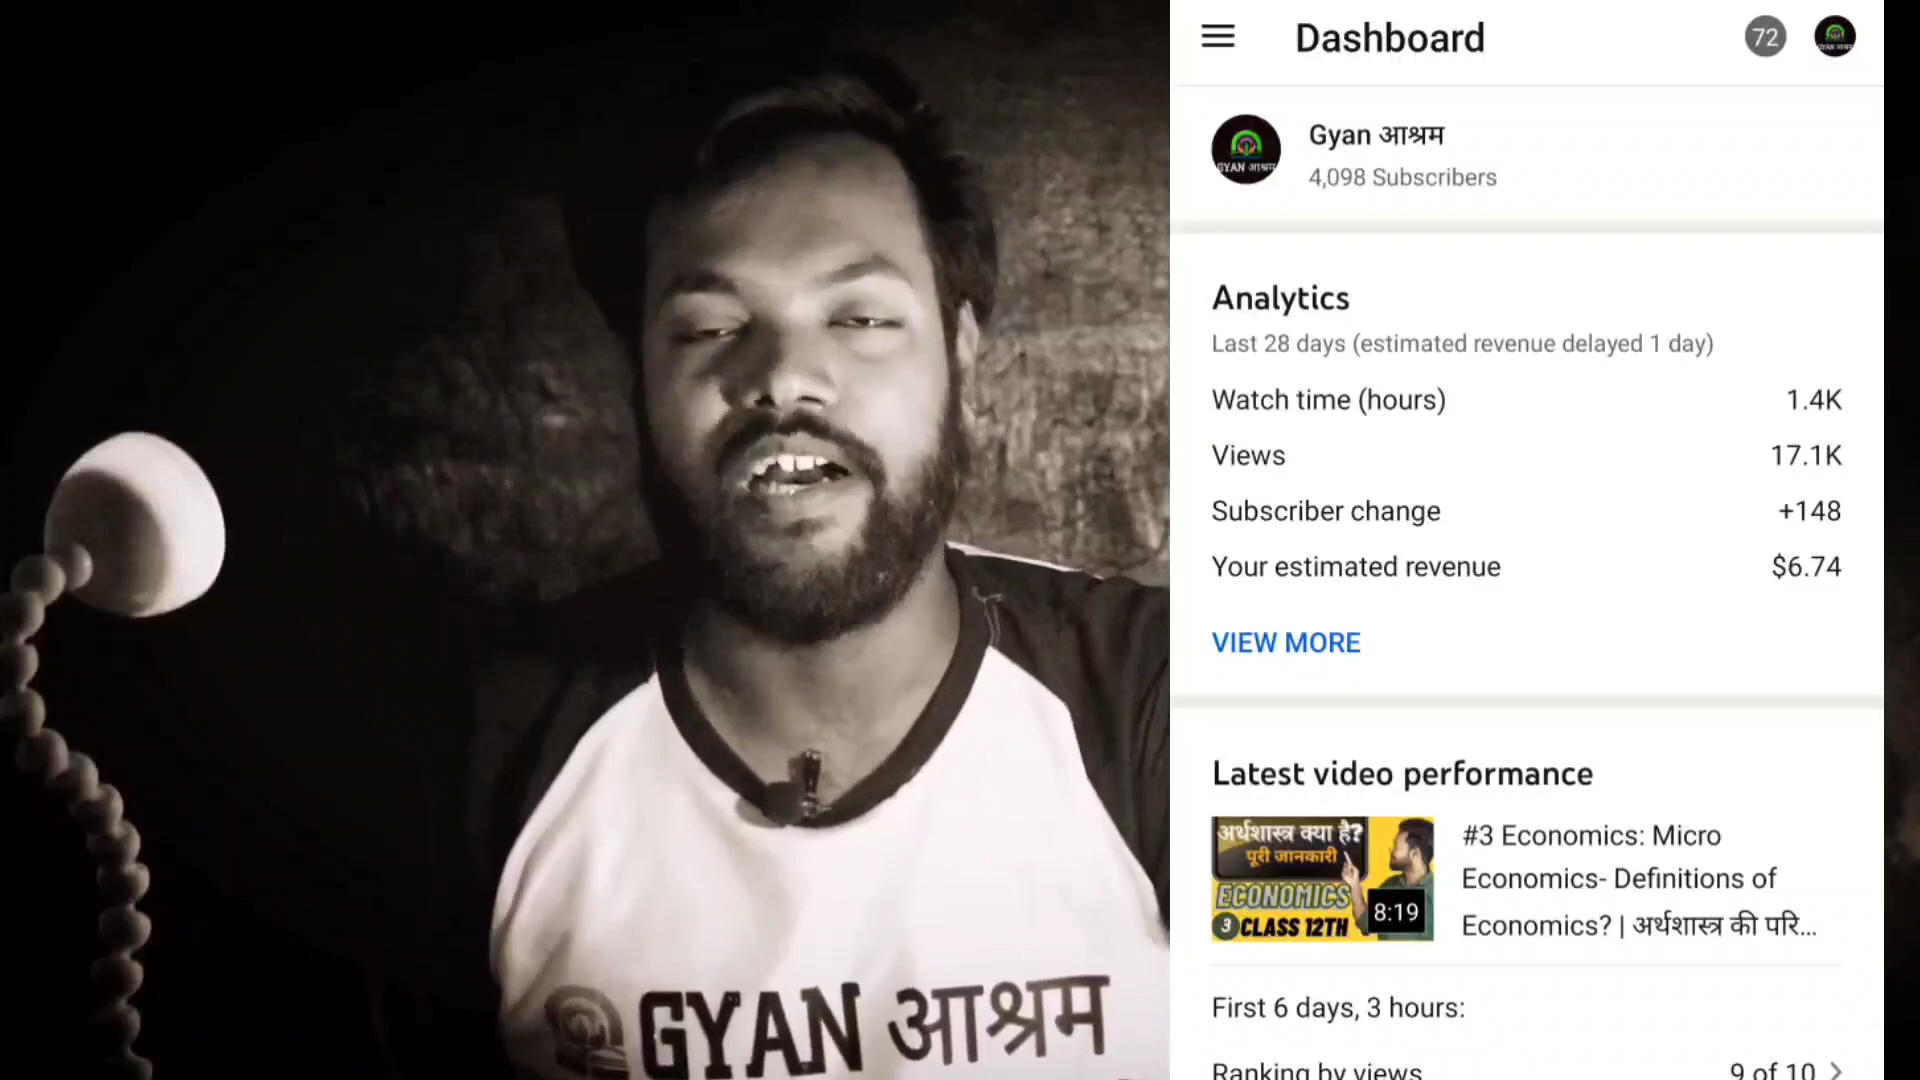 Dashboard
72
GYAN आश्रम
Gyan आश्रम
4,098 Subscribers
Analytics
Last 28 days (estimated revenue delayed 1 day)
Watch time (hours) 1.4K
Views 17.1K
Subscriber change +148
Your estimated revenue $6.74
VIEW MORE
Latest video performance
अर्थशास्त्र क्या है?
पूरी जानकारी
ECONOMICS
3 CLASS 12TH
8:19
#3 Economics: Micro
Economics- Definitions of
Economics? | अर्थशास्त्र की परि...
First 6 days, 3 hours:
Ranking by views 9 of 10
GYAN आश्रम